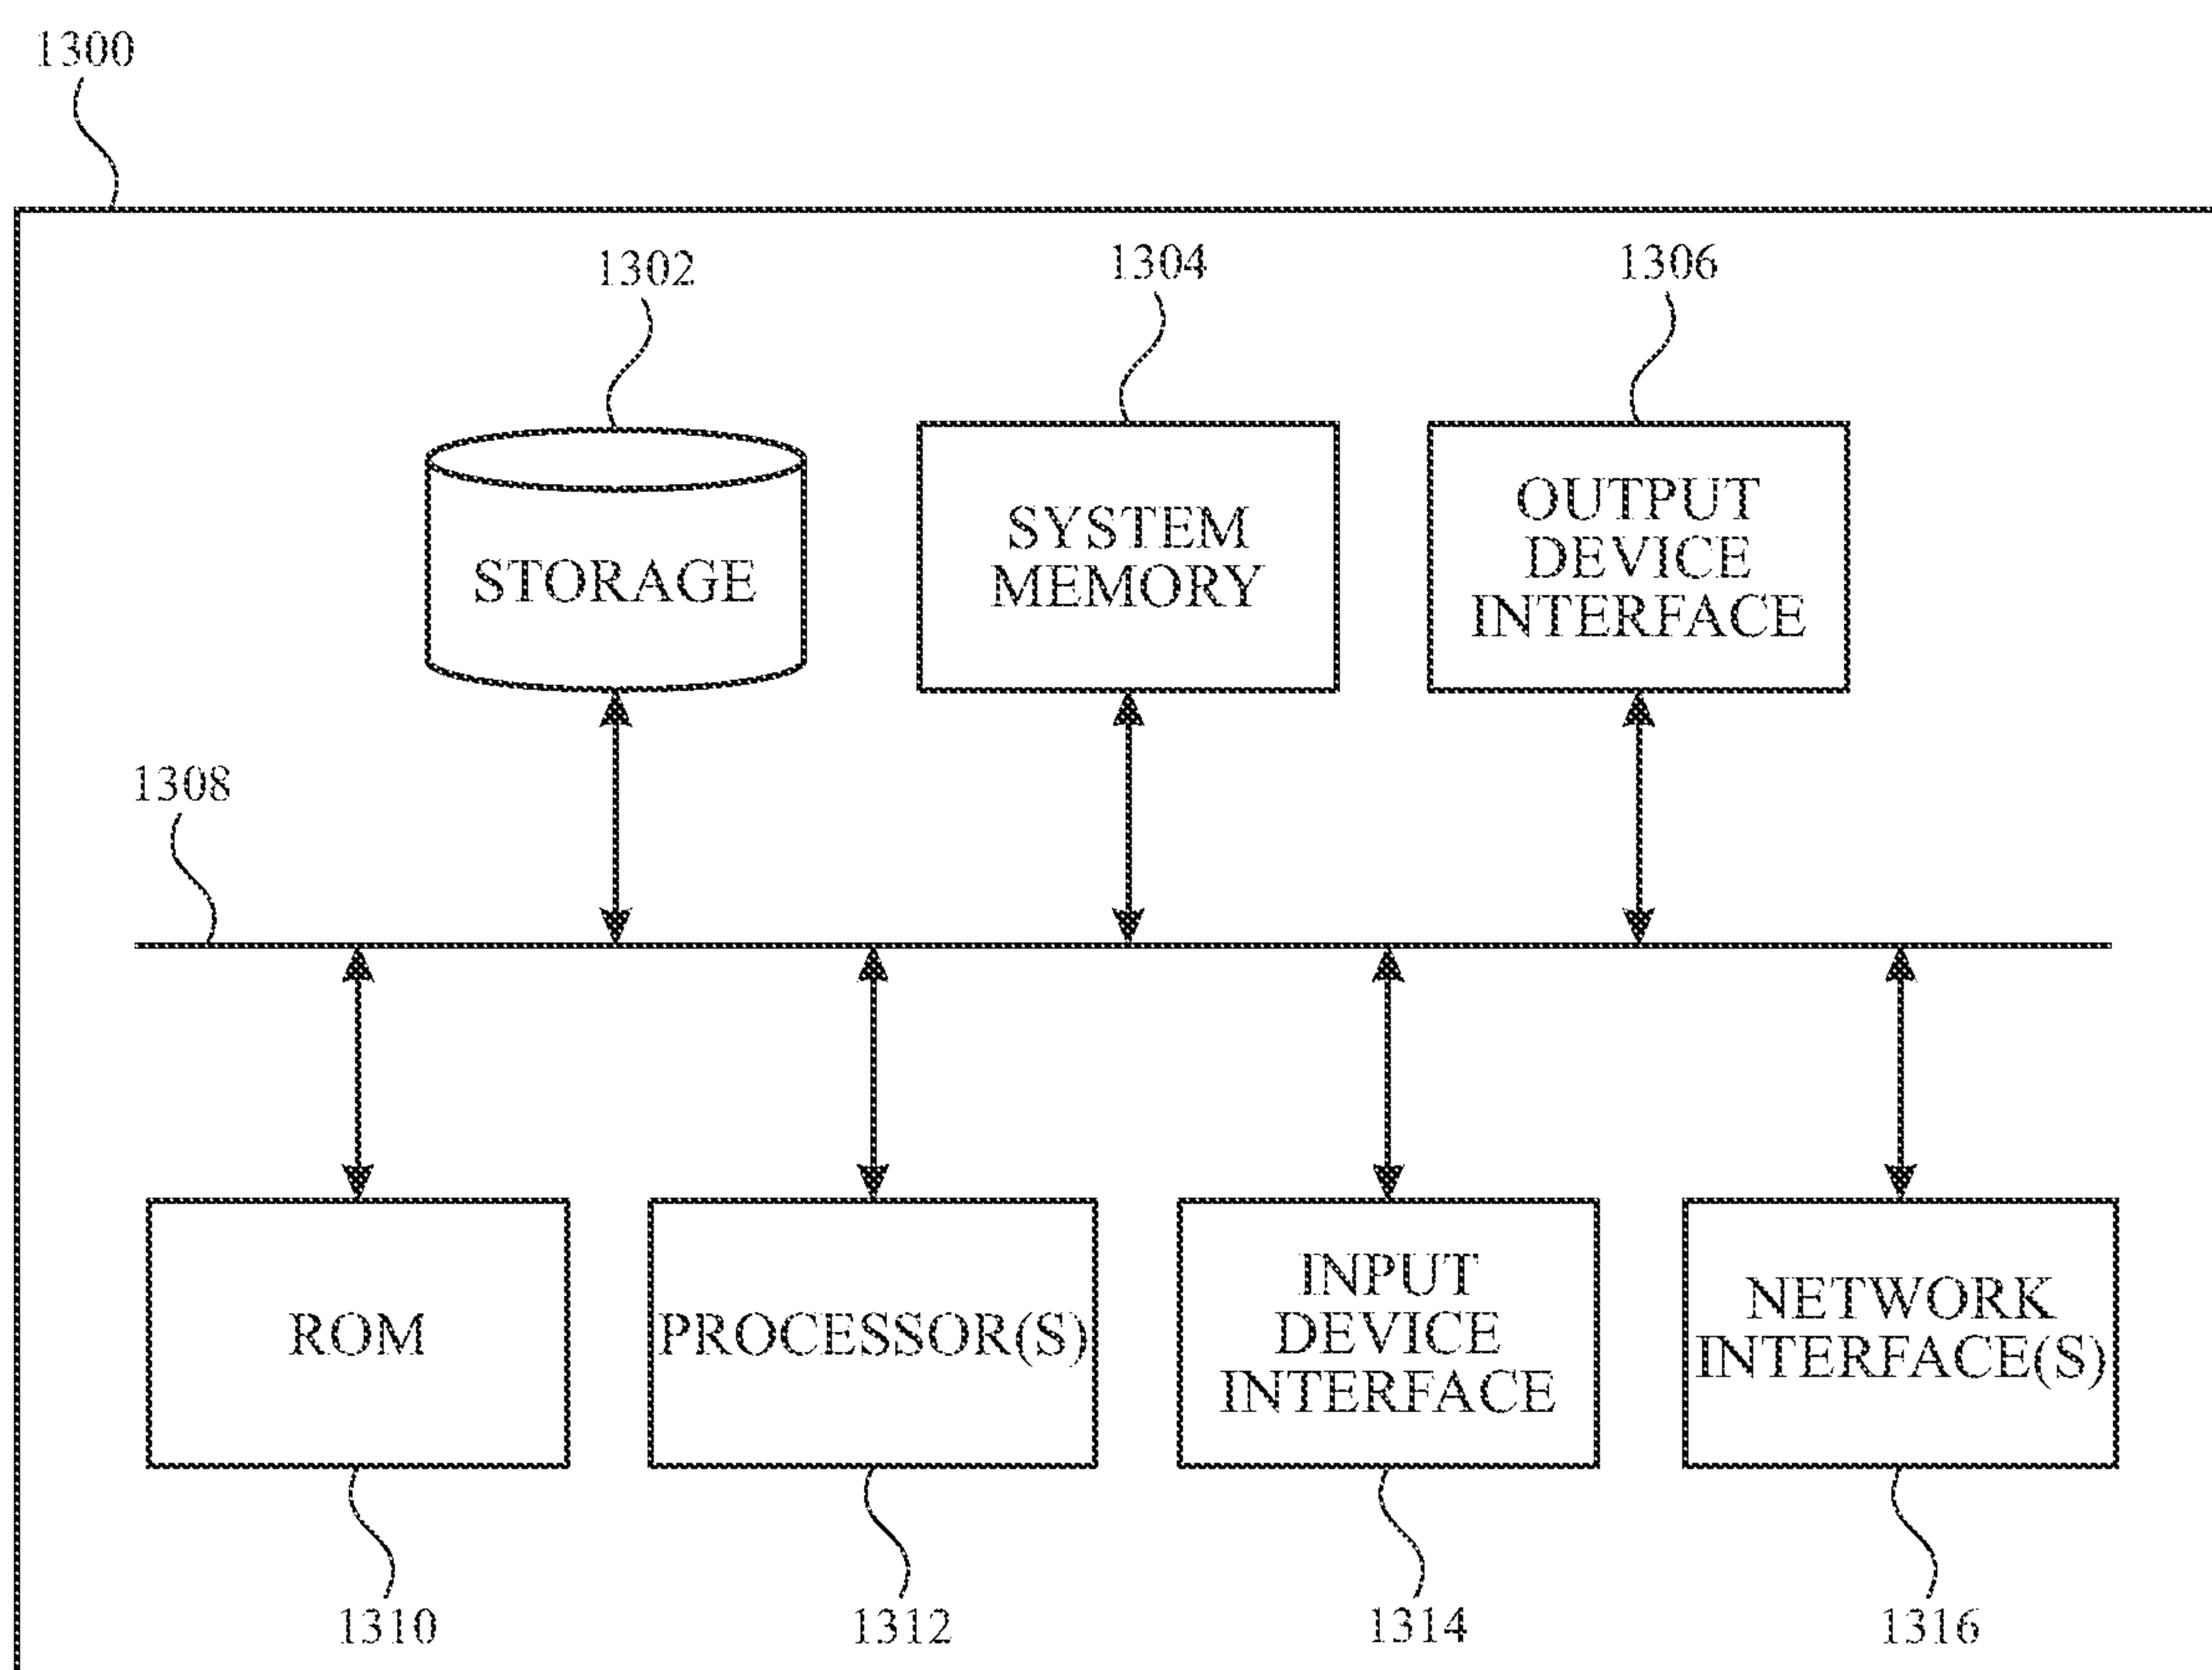 1300
1302
1304
1306
STORAGE
SYSTEM
MEMORY
OUTPUT
DEVICE
INTERFACE
1308
ROM
PROCESSOR(S)
INPUT
DEVICE
INTERFACE
NETWORK
INTERFACE(S)
1310
1312
1314
1316